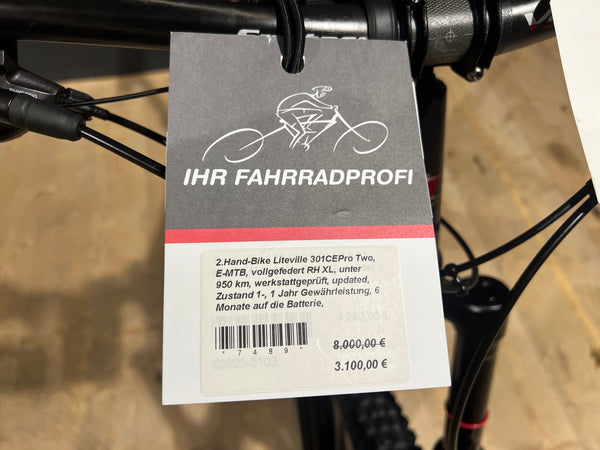 IHR FAHRRADPROFI
2.Hand-Bike Liteville 301CEPro Two,
E-MTB, vollgefedert RH XL, unter
950 km, werkstattgeprüft, updated,
Zustand 1-, 1 Jahr Gewährleistung, 6
Monate auf die Batterie,
*7489*
8.000,00 €
3.100,00 €